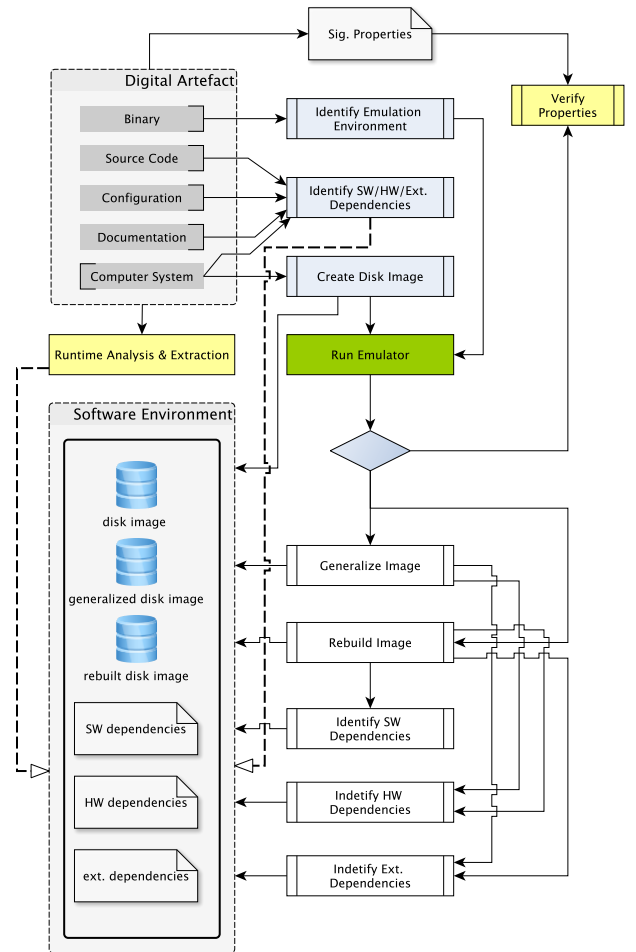 Sig. Properties
Digital Artefact
Verify
Properties
Binary
Identify Emulation
Environment
Source Code
Configuration
Identify SW/HW/Ext.
Dependencies
Documentation
Computer System
Create Disk Image
Runtime Analysis & Extraction
Run Emulator
Software Environment
disk image
generalized disk image
Generalize Image
rebuilt disk image
Rebuild Image
SW dependencies
Identify SW
Dependencies
HW dependencies
Indetify HW
Dependencies
ext. dependencies
Indetify Ext.
Dependencies